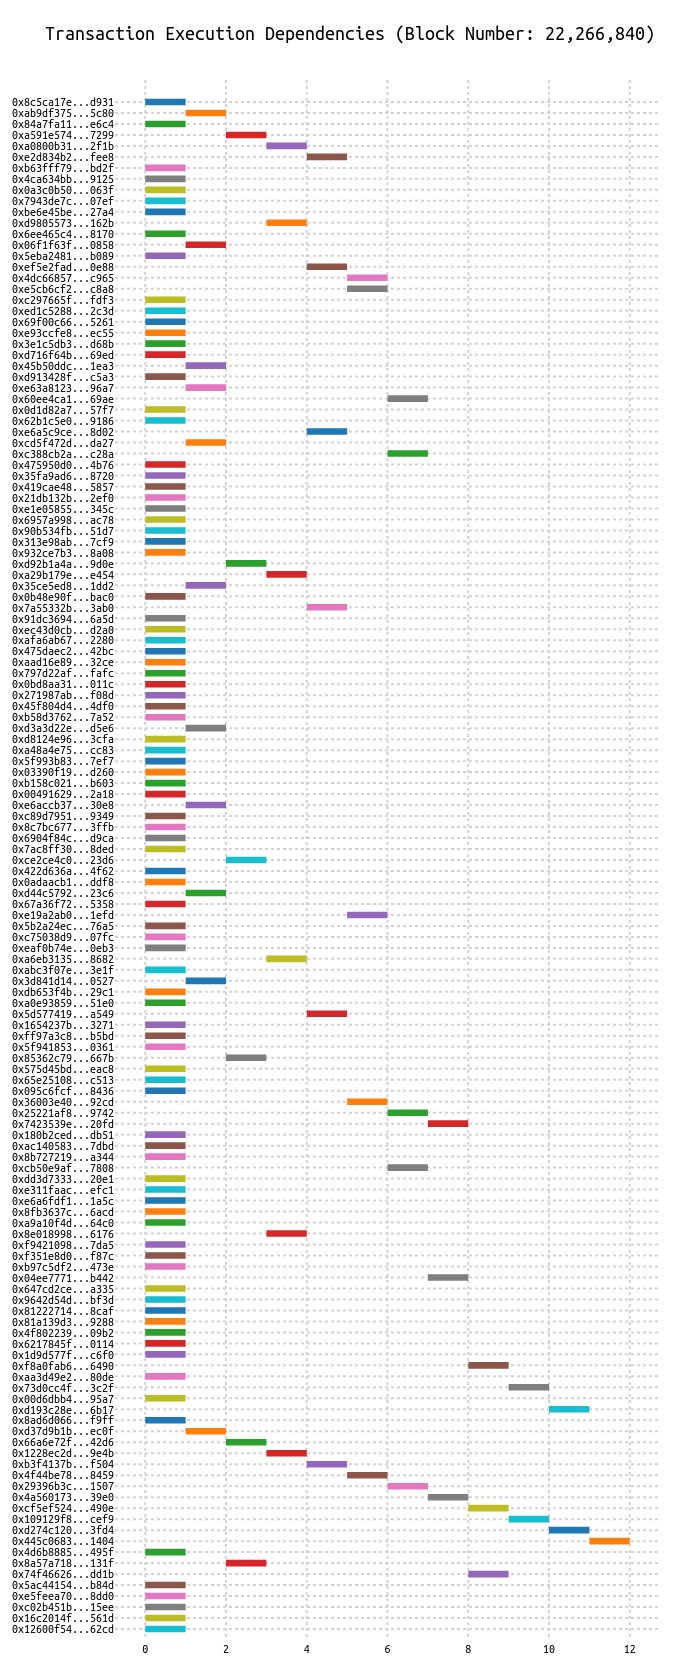 Transaction Execution Dependencies (Block Number: 22,266,840)
0x8c5ca17e...d931
0xab9df375...5c80
0x84a7fa11...e6c4
0xa591e574...7299
0xa0800b31...2f1b
0xe2d834b2...fee8
0xb63fff79...bd2f
0x4ca634bb...9125
0x0a3c0b50...063f
0x7943de7c...07ef
0xbe6e45be...27a4
0xd9805573...162b
0x6ee465c4...8170
0x06f1f63f...0858
0x5eba2481...b089
0xef5e2fad...0e88
0x4dc66857...c965
0xe5cb6cf2...c8a8
0xc297665f...fdf3
0xed1c5288...2c3d
0x69f00c66...5261
0xe93ccfe8...ec55
0x3e1c5db3...d68b
0xd716f64b...69ed
0x45b50ddc...1ea3
0xd913428f...c5a3
0xe63a8123...96a7
0x60ee4ca1...69ae
0x0d1d82a7...57f7
0x62b1c5e0...9186
0xe6a5c9ce...8d02
0xcd5f472d...da27
0xc388cb2a...c28a
0x475950d0...4b76
0x35fa9ad6...8720
0x419cae48...5857
0x21db132b...2ef0
0xe1e05855...345c
0x6957a998...ac78
0x90b534fb...51d7
0x313e98ab...7cf9
0x932ce7b3...8a08
0xd92b1a4a...9d0e
0xa29b179e...e454
0x35ce5ed8...1dd2
0x0b48e90f...bac0
0x7a55332b...3ab0
0x91dc3694...6a5d
0xec43d0cb...d2a0
0xafa6ab67...2280
0x475daec2...42bc
0xaad16e89...32ce
0x797d22af...fafc
0x0bd8aa31...011c
0x271987ab...f08d
0x45f804d4...4df0
0xb58d3762...7a52
0xd3a3d22e...d5e6
0xd8124e96...3cfa
0xa48a4e75...cc83
0x5f993b83...7ef7
0x03390f19...d260
0xb158c021...b603
0x00491629...2a18
0xe6accb37...30e8
0xc89d7951...9349
0x8c7bc677...3ffb
0x6904f84c...d9ca
0x7ac8ff30...8ded
0xce2ce4c0...23d6
0x422d636a...4f62
0x0adaacb1...ddf8
0xd44c5792...23c6
0x67a36f72...5358
0xe19a2ab0...1efd
0x5b2a24ec...76a5
0xc75038d9...07fc
0xeaf0b74e...0eb3
0xa6eb3135...8682
0xabc3f07e...3e1f
0x3d841d14...0527
0xdb653f4b...29c1
0xa0e93859...51e0
0x5d577419...a549
0x1654237b...3271
0xff97a3c8...b5bd
0x5f941853...0361
0x85362c79...667b
0x575d45bd...eac8
0x65e25108...c513
0x095c6fcf...8436
0x36003e40...92cd
0x25221af8...9742
0x7423539e...20fd
0x180b2ced...db51
0xac140583...7dbd
0x8b727219...a344
0xcb50e9af...7808
0xdd3d7333...20e1
0xe311faac...efc1
0xe6a6fdf1...1a5c
0x8fb3637c...6acd
0xa9a10f4d...64c0
0x8e018998...6176
0xf9421098...7da5
0xf351e8d0...f87c
0xb97c5df2...473e
0x04ee7771...b442
0x647cd2ce...a335
0x9642d54d...bf3d
0x81222714...8caf
0x81a139d3...9288
0x4f802239...09b2
0x6217845f...0114
0x1d9d577f...c6f0
0xf8a0fab6...6490
0xaa3d49e2...80de
0x73d0cc4f...3c2f
0x00d6dbb4...95a7
0xd193c28e...6b17
0x8ad6d066...f9ff
0xd37d9b1b...ec0f
0x66a6e72f...42d6
0x1228ec2d...9e4b
0xb3f4137b...f504
0x4f44be78...8459
0x29396b3c...1507
0x4a560173...39e0
0xcf5ef524...490e
0x109129f8...cef9
0xd274c120...3fd4
0x445c0683...1404
0x4d6b8885...495f
0x8a57a718...131f
0x74f46626...dd1b
0x5ac44154...b84d
0xe5feea70...8dd0
0xc02b451b...15ee
0x16c2014f...561d
0x12600f54...62cd
0 2 4 6 8 10 12